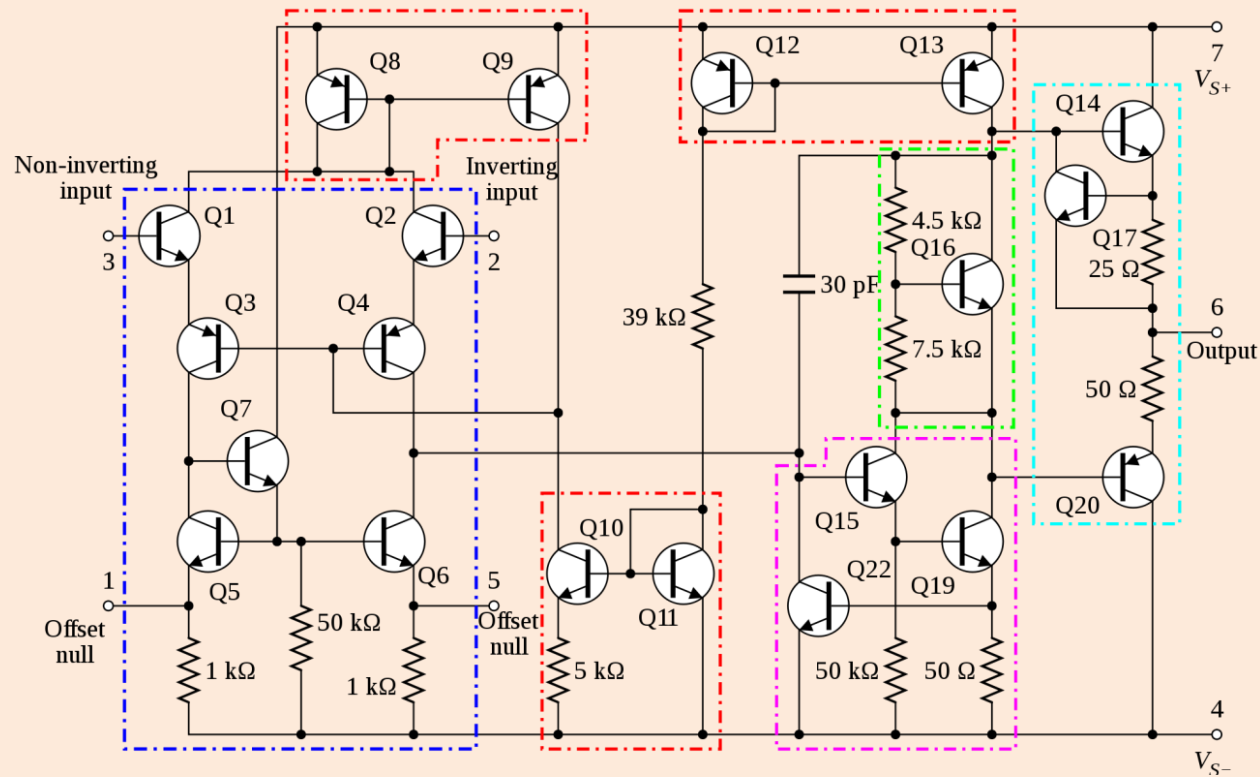 Q8
Q9
Q12
Q13
7
V_{S+}
Q14
Non-inverting
input
Inverting
input
Q1
Q2
3
2
4.5 kΩ
Q16
Q17
25 Ω
Q3
Q4
39 kΩ
30 pF
7.5 kΩ
6
Output
50 Ω
Q7
Q15
Q20
Q10
Q22
Q19
Q5
Q6
Q11
1
5
Offset
null
Offset
null
50 kΩ
1 kΩ
1 kΩ
5 kΩ
50 kΩ
50 Ω
4
V_{S−}